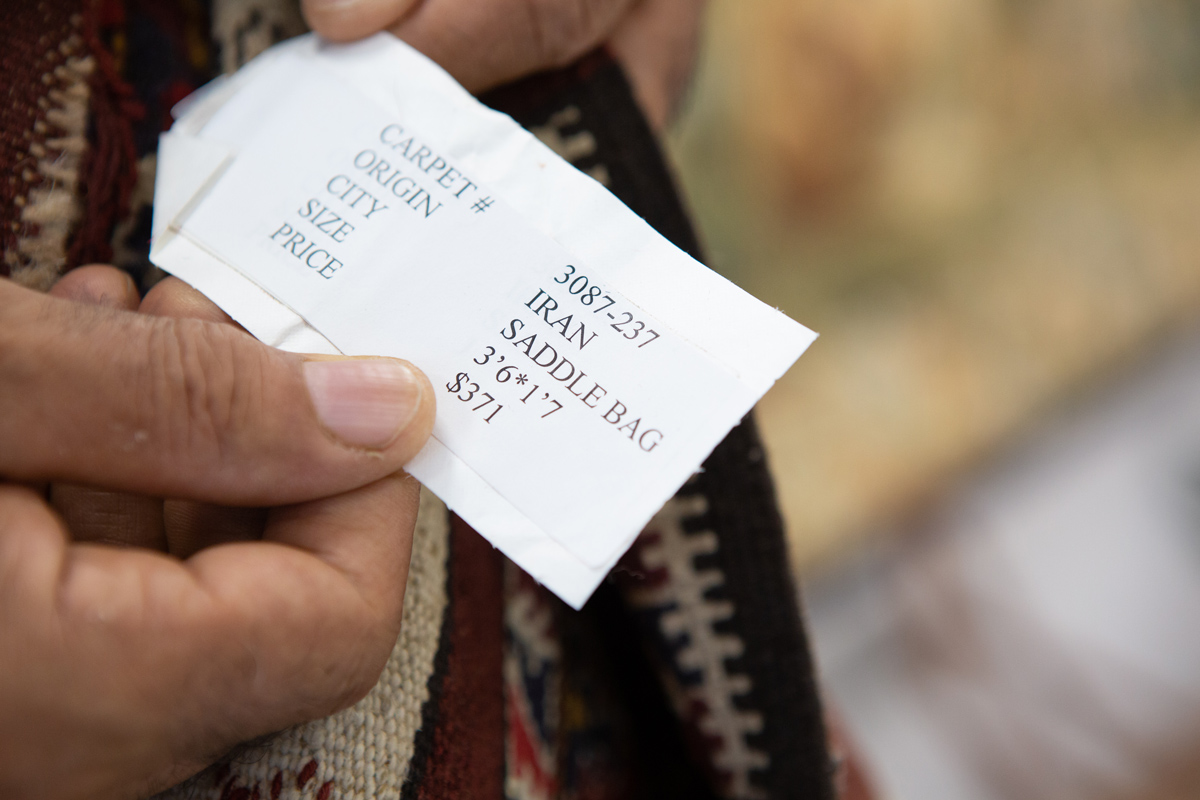 CARPET # 3087-237
ORIGIN IRAN
CITY SADDLE BAG
SIZE 3’6*1’7
PRICE $371